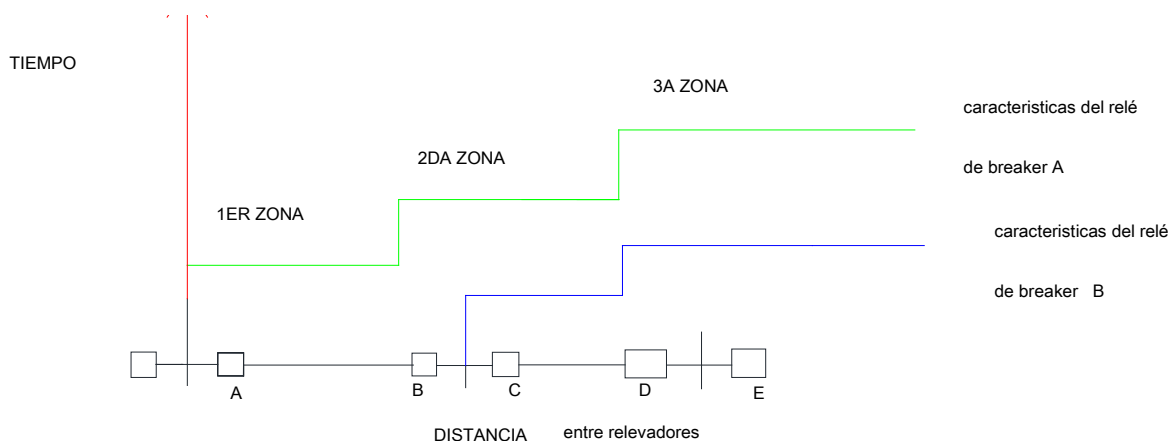 TIEMPO
3A ZONA
caracteristicas del relé
de breaker A
2DA ZONA
1ER ZONA
caracteristicas del relé
de breaker B
A
B
C
D
E
DISTANCIA entre relevadores